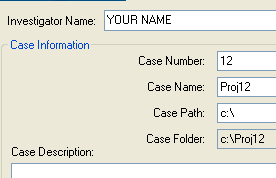 Investigator Name: YOUR NAME
Case Information
Case Number: 12
Case Name: Proj12
Case Path: c:\
Case Folder: c:\Proj12
Case Description: